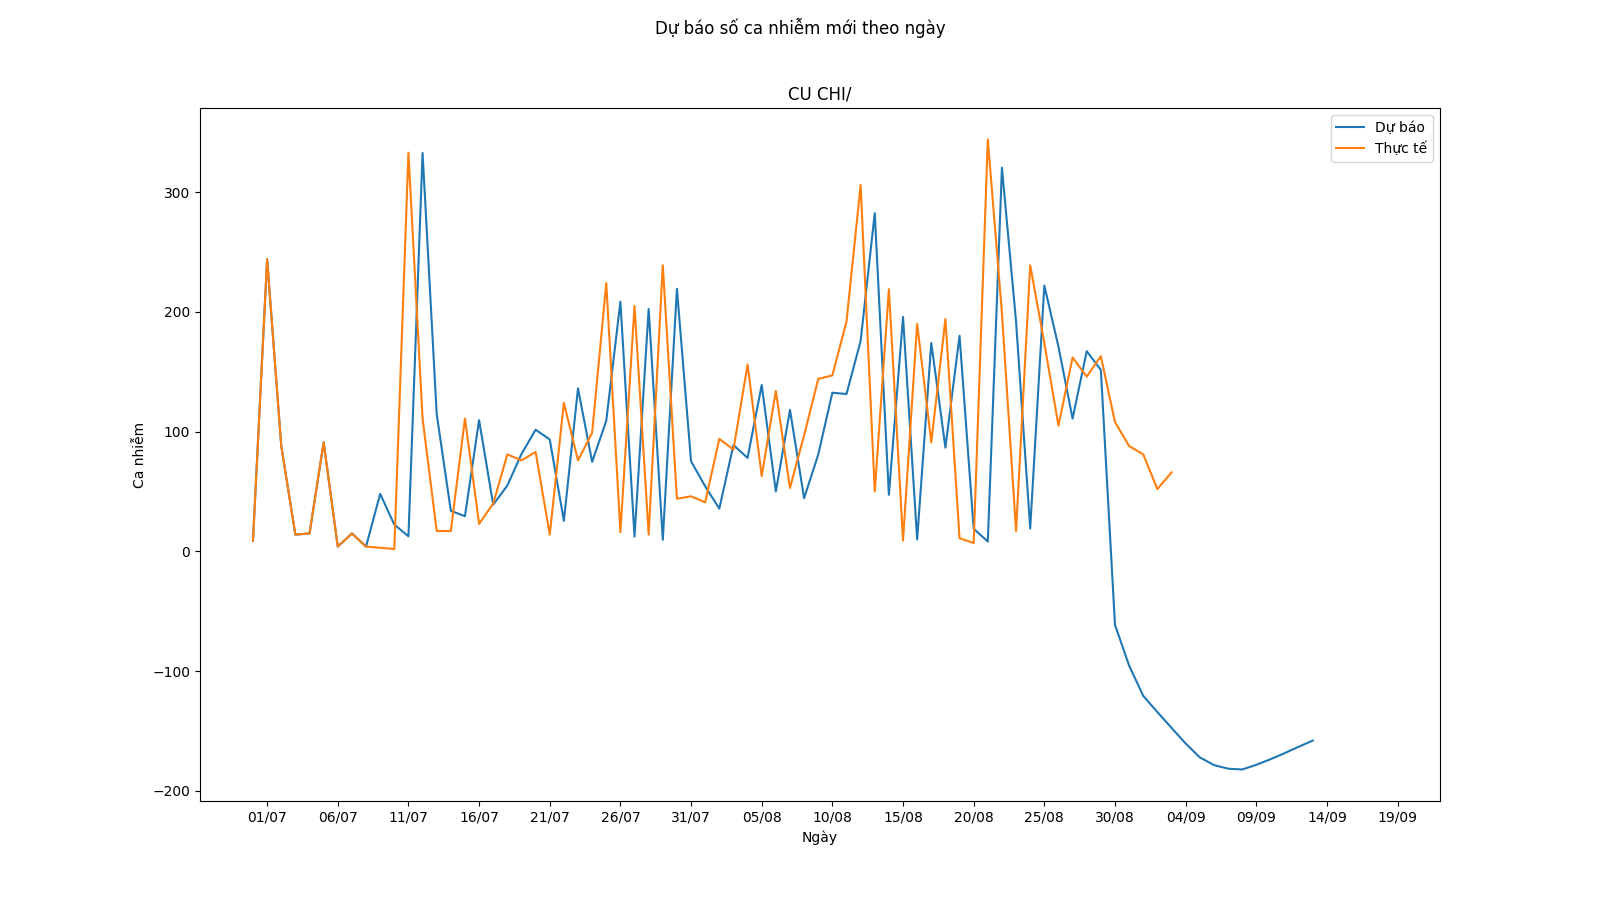 Dự báo số ca nhiễm mới theo ngày
CU CHI/
Dự báo
Thực tế
300
200
100
0
−100
−200
Ca nhiễm
01/07 06/07 11/07 16/07 21/07 26/07 31/07 05/08 10/08 15/08 20/08 25/08 30/08 04/09 09/09 14/09 19/09
Ngày